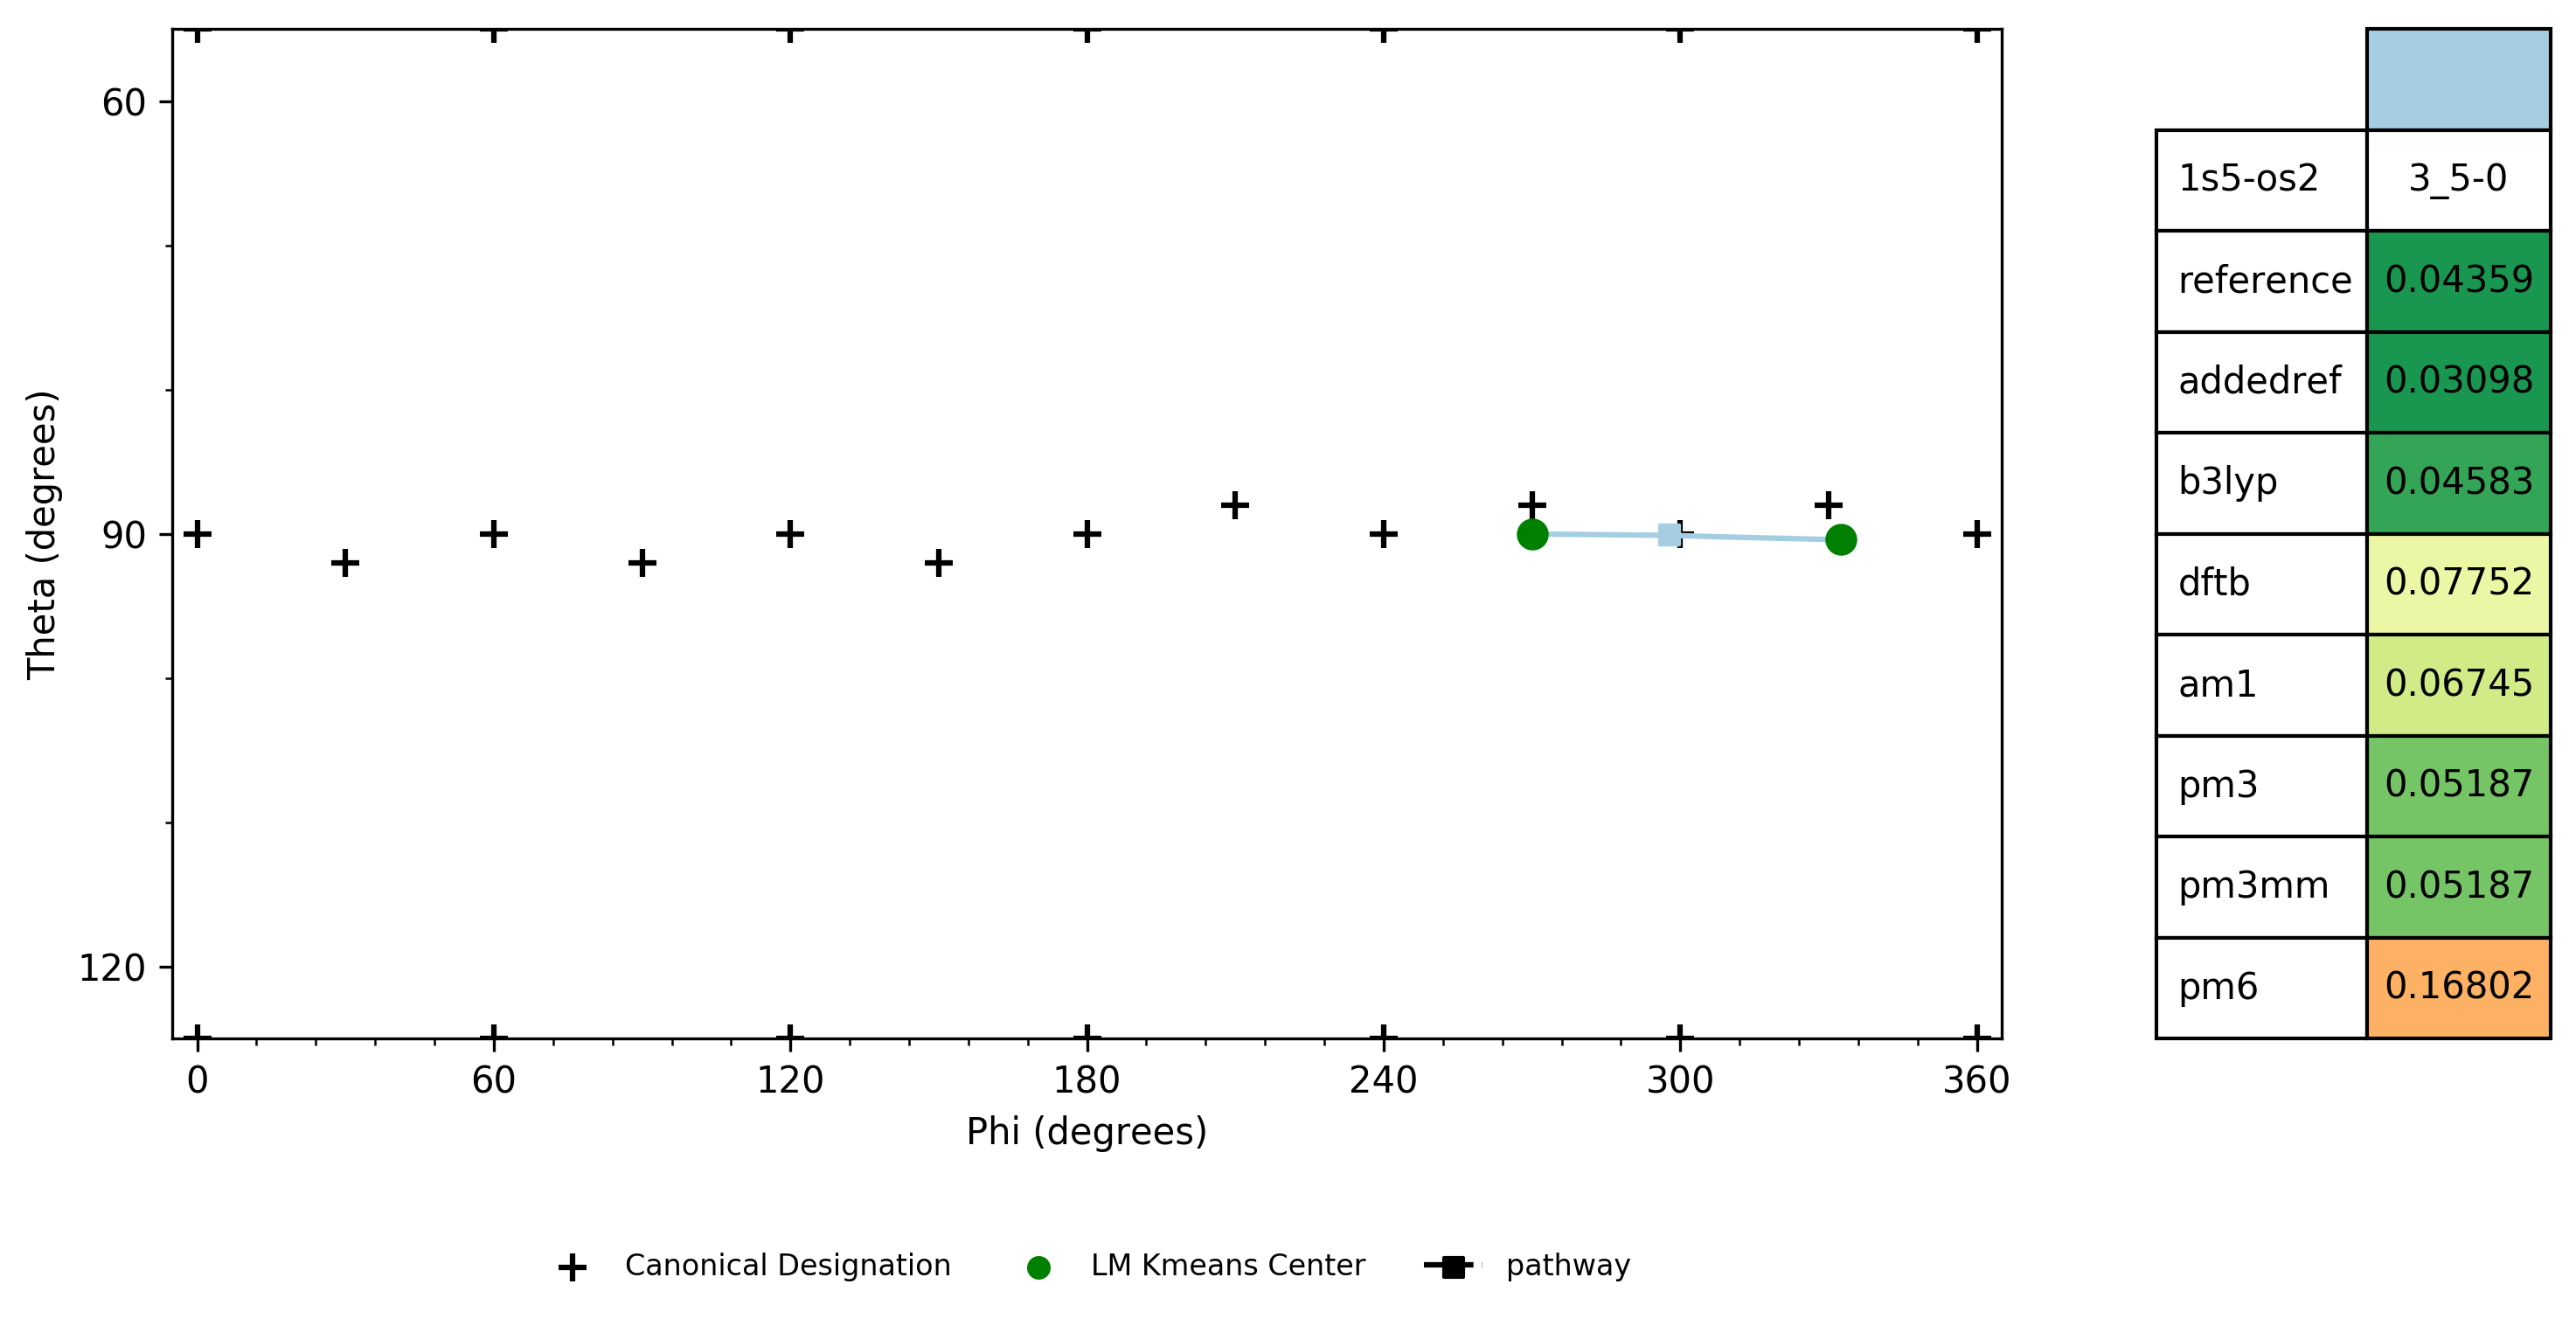 60
90
120
Theta (degrees)
0 60 120 180 240 300 360
Phi (degrees)
Canonical Designation LM Kmeans Center pathway
1s5-os2 3_5-0
reference 0.04359
addedref 0.03098
b3lyp 0.04583
dftb 0.07752
am1 0.06745
pm3 0.05187
pm3mm 0.05187
pm6 0.16802